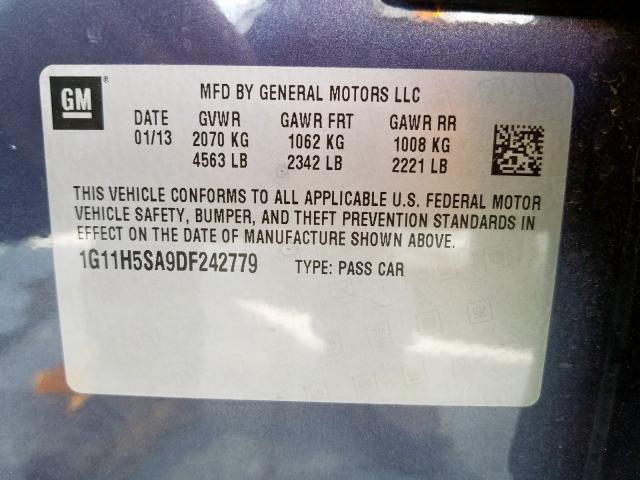 GM ®
MFD BY GENERAL MOTORS LLC
DATE GVWR GAWR FRT GAWR RR
01/13 2070 KG 1062 KG 1008 KG
4563 LB 2342 LB 2221 LB
THIS VEHICLE CONFORMS TO ALL APPLICABLE U.S. FEDERAL MOTOR
VEHICLE SAFETY, BUMPER, AND THEFT PREVENTION STANDARDS IN
EFFECT ON THE DATE OF MANUFACTURE SHOWN ABOVE.
1G11H5SA9DF242779 TYPE: PASS CAR